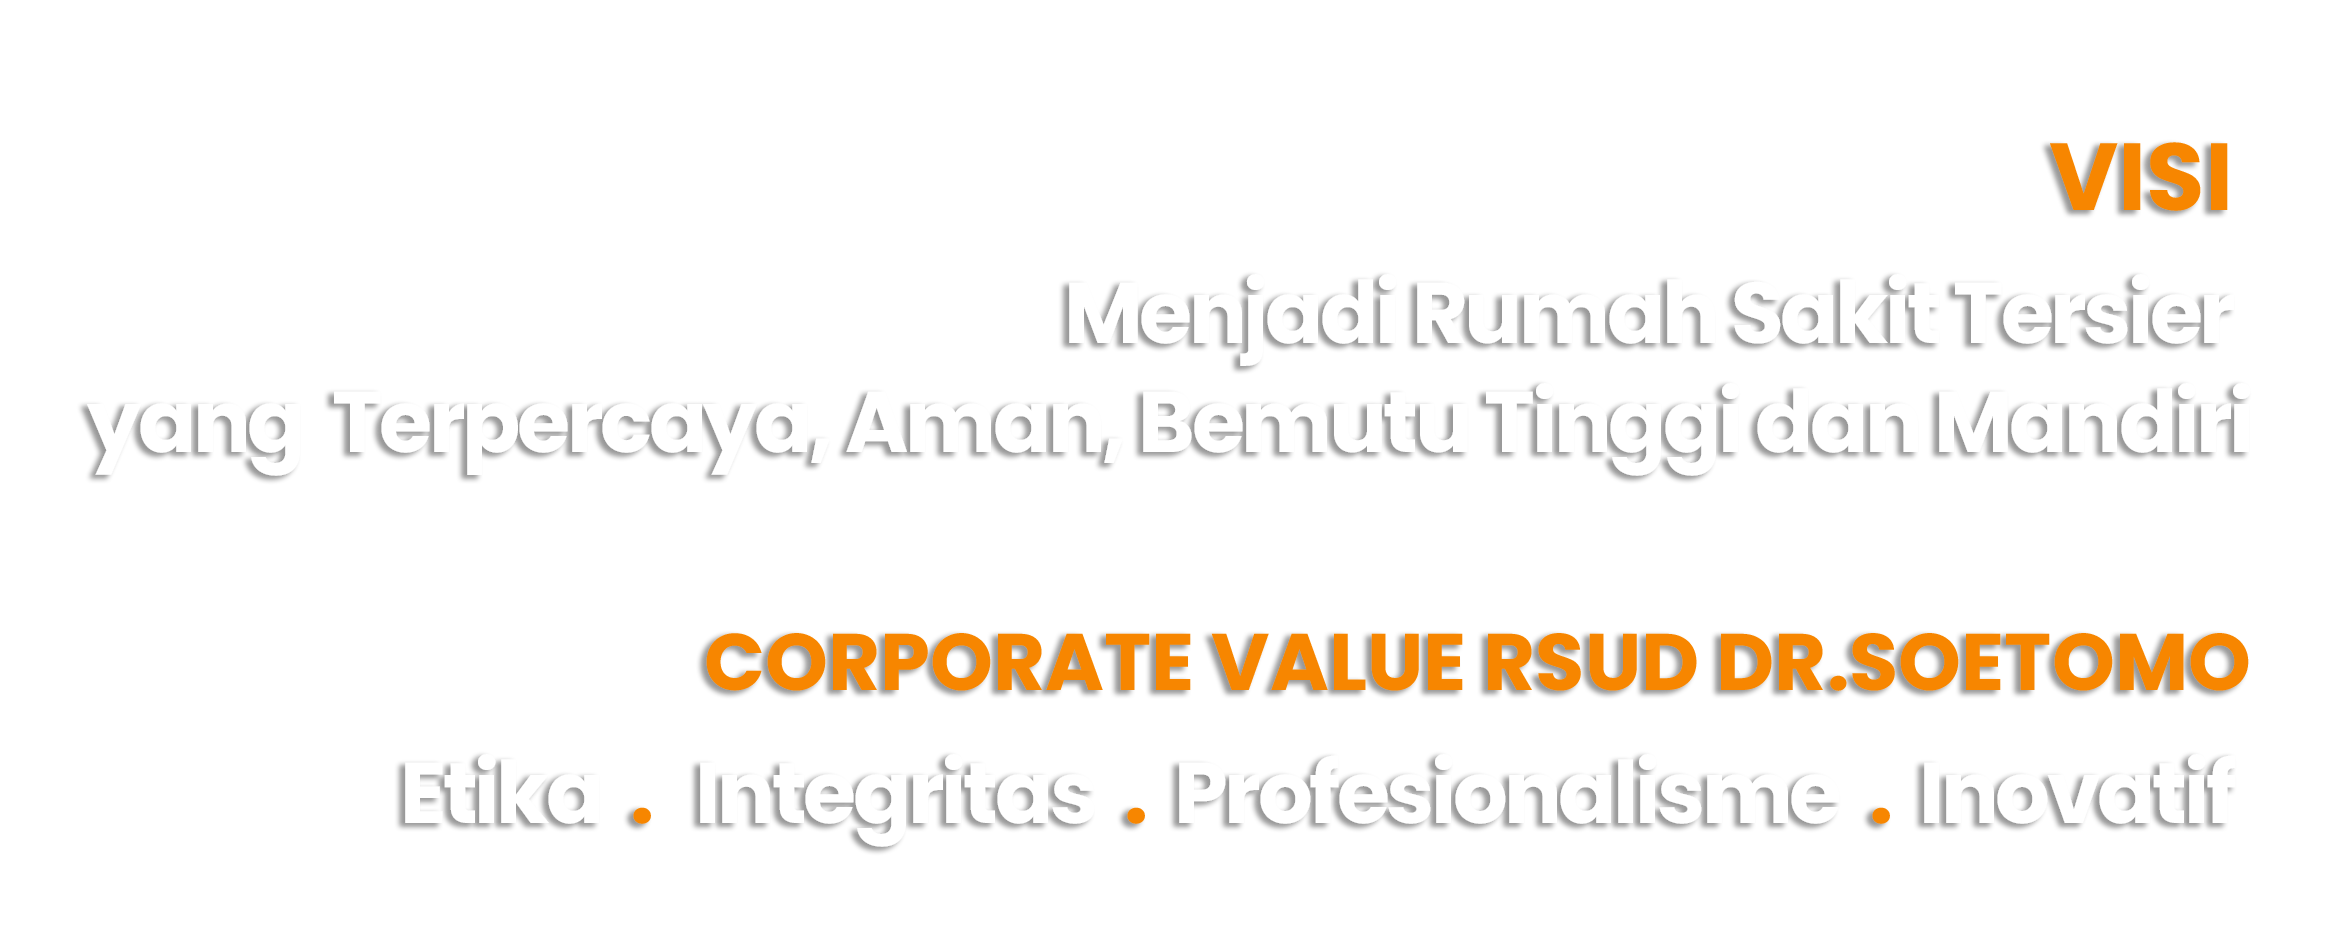 VISI
Menjadi Rumah Sakit Tersier
yang Terpercaya, Aman, Bemutu Tinggi dan Mandiri
CORPORATE VALUE RSUD DR.SOETOMO
Etika . Integritas . Profesionalisme . Inovatif